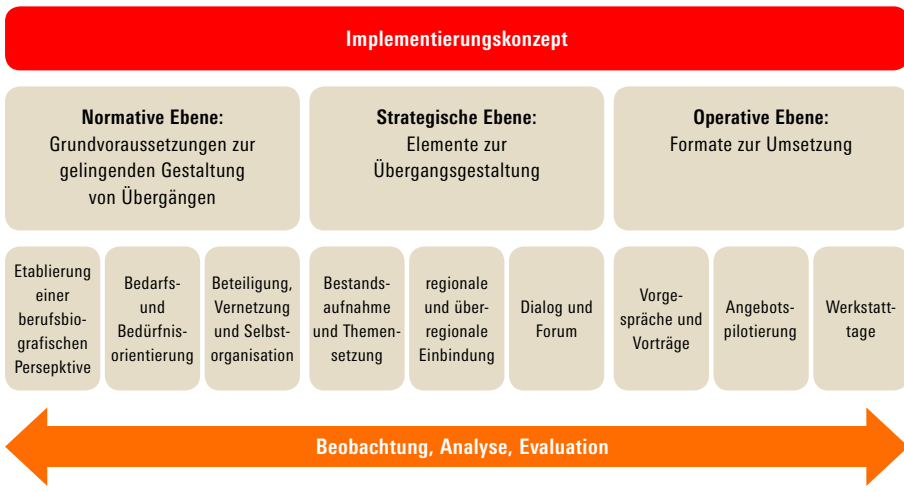 Implementierungskonzept
Normative Ebene:
Grundvoraussetzungen zur
gelingenden Gestaltung
von Übergängen
Strategische Ebene:
Elemente zur
Übergangsgestaltung
Operative Ebene:
Formate zur Umsetzung
Etablierung
einer
berufsbio-
grafischen
Persepktive
Bedarfs-
und
Bedürfnis-
orientierung
Beteiligung,
Vernetzung
und Selbst-
organisation
Bestands-
aufnahme
und Themen-
setzung
regionale
und über-
regionale
Einbindung
Dialog und
Forum
Vorge-
spräche und
Vorträge
Angebots-
pilotierung
Werkstatt-
tage
Beobachtung, Analyse, Evaluation